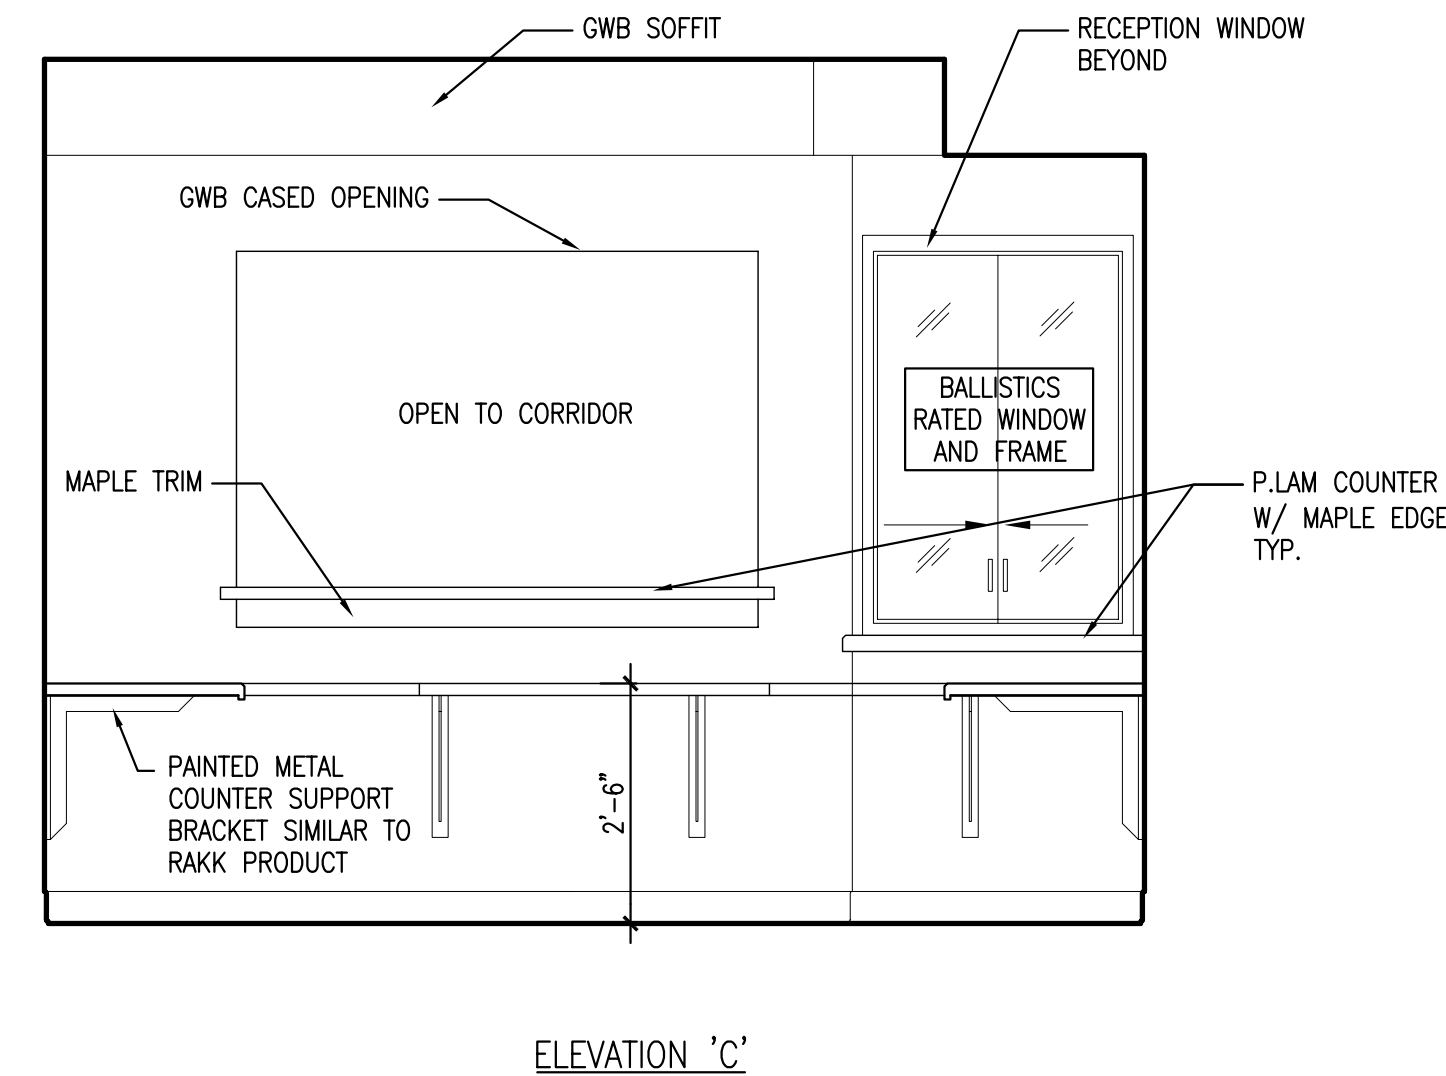 GWB SOFFIT
RECEPTION WINDOW
BEYOND
GWB CASED OPENING
OPEN TO CORRIDOR
BALLISTICS
RATED WINDOW
AND FRAME
MAPLE TRIM
P.LAM COUNTER
W/ MAPLE EDGE
TYP.
PAINTED METAL
COUNTER SUPPORT
BRACKET SIMILAR TO
RAKK PRODUCT
2'-6"
ELEVATION 'C'